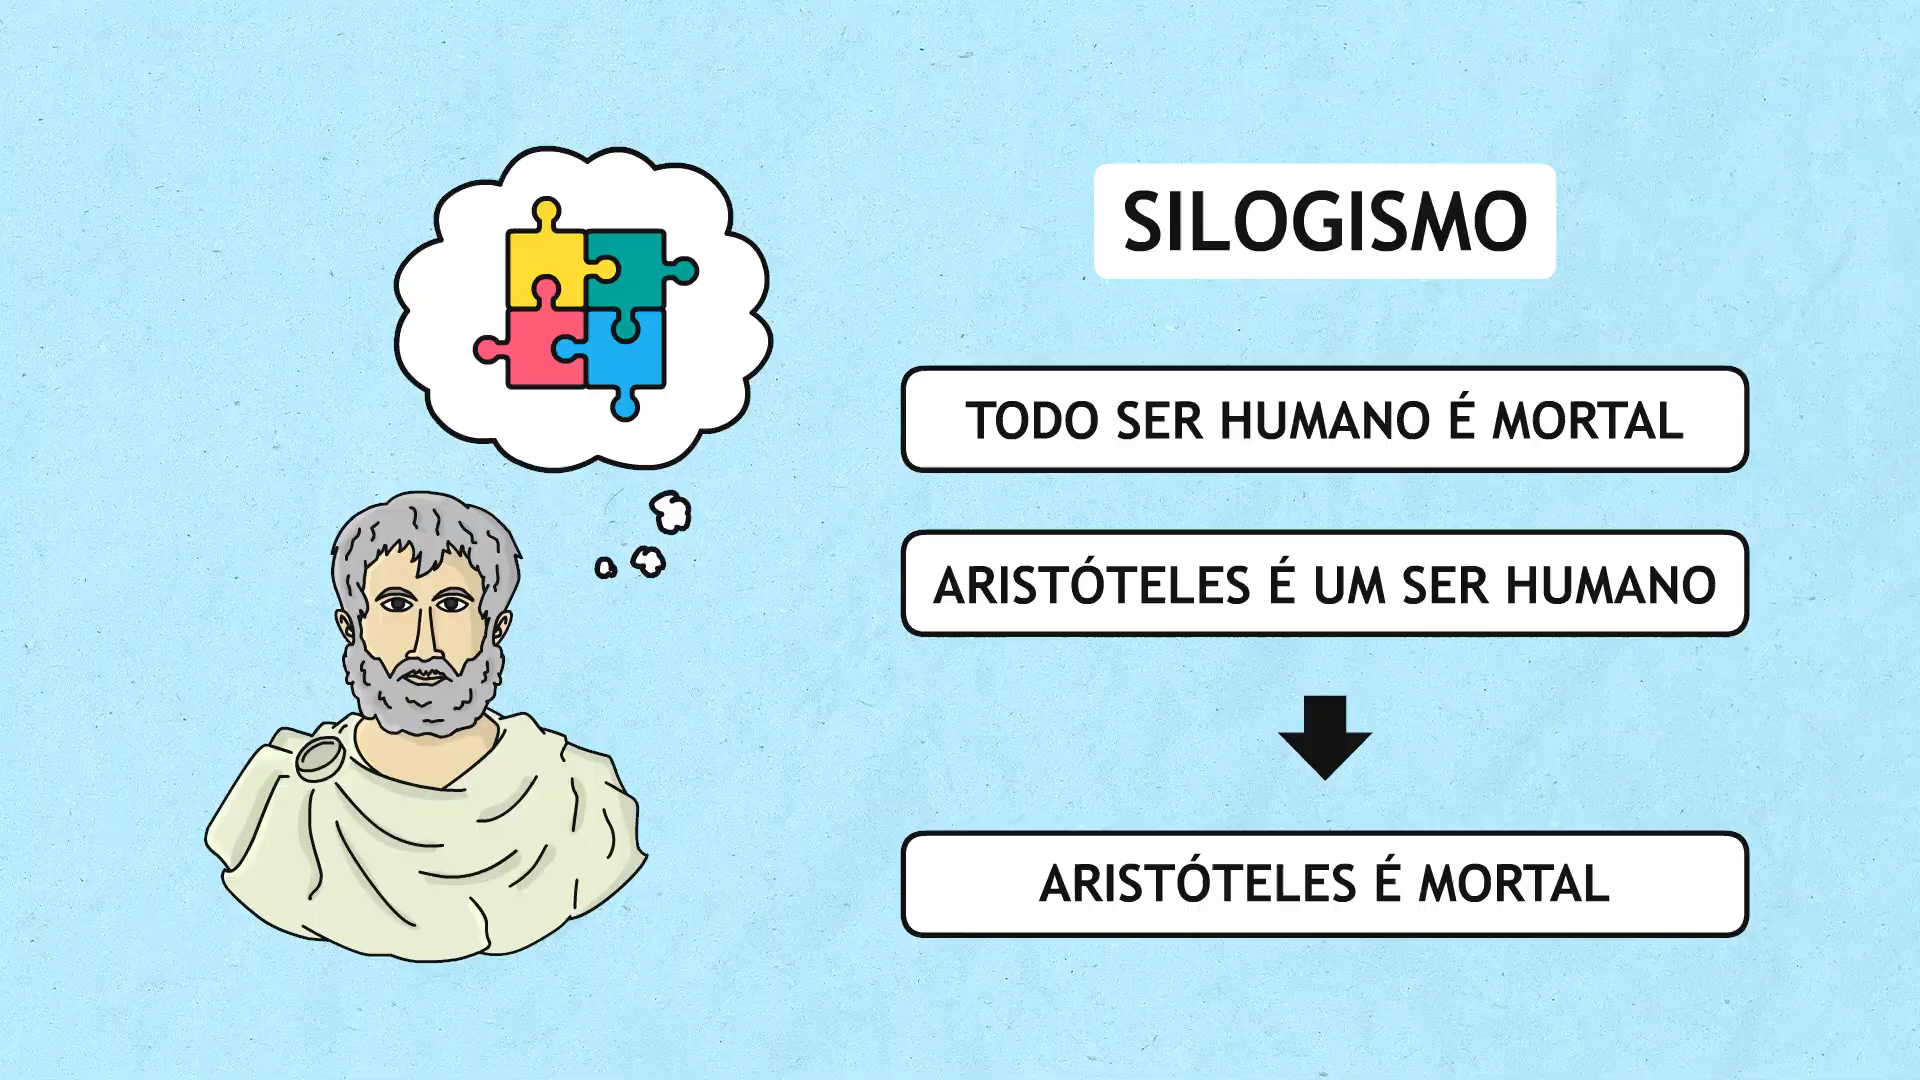 SILOGISMO
TODO SER HUMANO É MORTAL
ARISTÓTELES É UM SER HUMANO
ARISTÓTELES É MORTAL